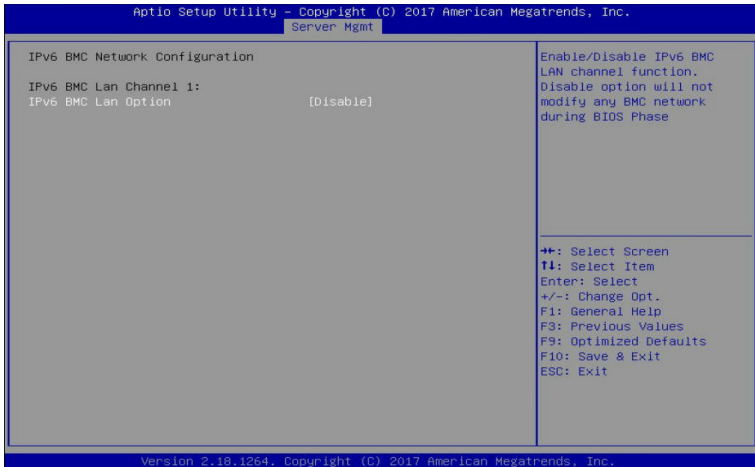 Aptio Setup Utility – Copyright (C) 2017 American Megatrends, Inc.
Server Mgmt
IPv6 BMC Network Configuration
IPv6 BMC Lan Channel 1:
IPv6 BMC Lan Option [Disable]
Enable/Disable IPv6 BMC
LAN channel function.
Disable option will not
modify any BMC network
during BIOS Phase
→←: Select Screen
↑↓: Select Item
Enter: Select
+/-: Change Opt.
F1: General Help
F3: Previous Values
F9: Optimized Defaults
F10: Save & Exit
ESC: Exit
Version 2.18.1264. Copyright (C) 2017 American Megatrends, Inc.